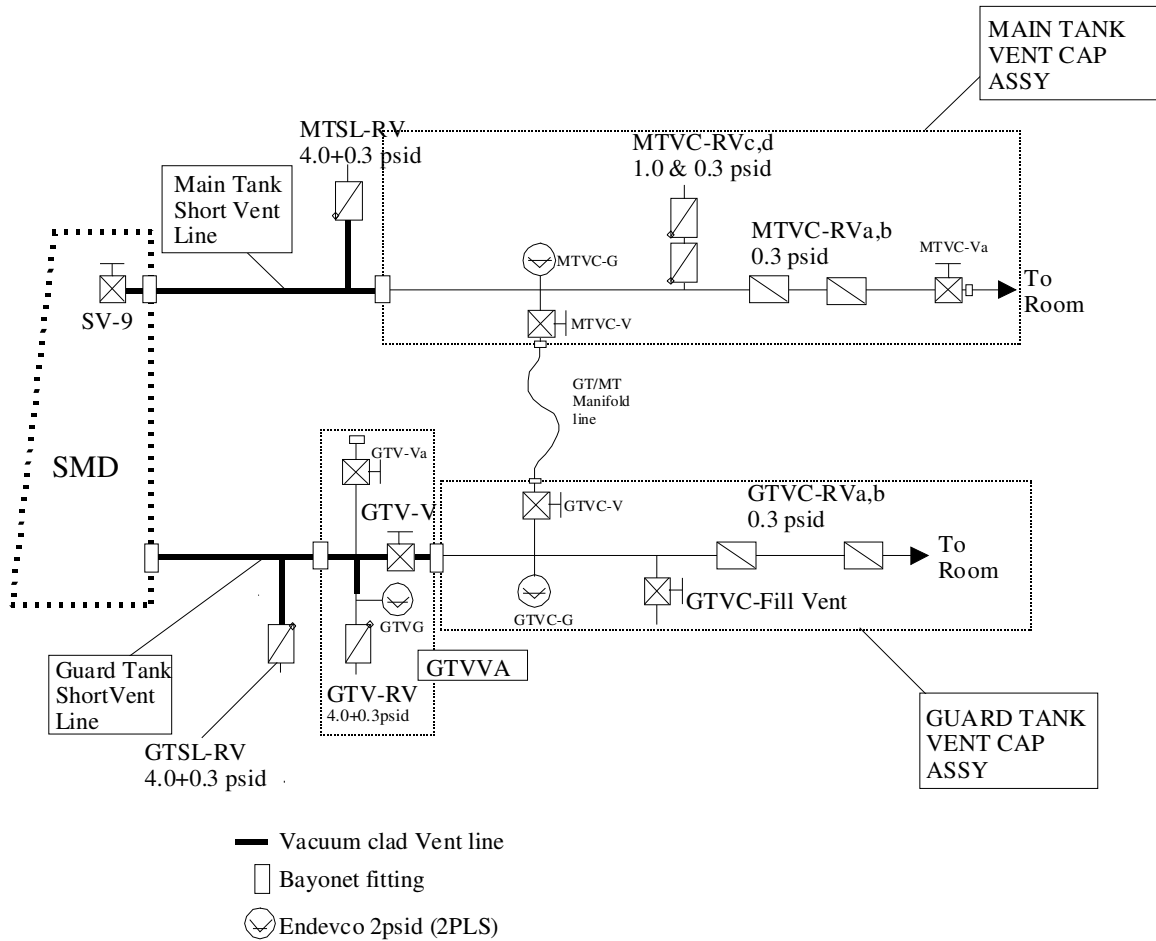 MAIN TANK
VENT CAP
ASSY
MTSL-RV
4.0+0.3 psid
MTVC-RVc,d
1.0 & 0.3 psid
Main Tank
Short Vent
Line
MTVC-RVa,b
0.3 psid
MTVC-Va
MTVC-G
To
Room
SV-9
MTVC-V
GT/MT
Manifold
line
SMD
GTV-Va
GTV-V
GTVC-V
GTVC-RVa,b
0.3 psid
To
Room
GTVG
GTVC-G
GTVC-Fill Vent
Guard Tank
ShortVent
Line
GTVVA
GTV-RV
4.0+0.3psid
GTSL-RV
4.0+0.3 psid
GUARD TANK
VENT CAP
ASSY
Vacuum clad Vent line
Bayonet fitting
Endevco 2psid (2PLS)